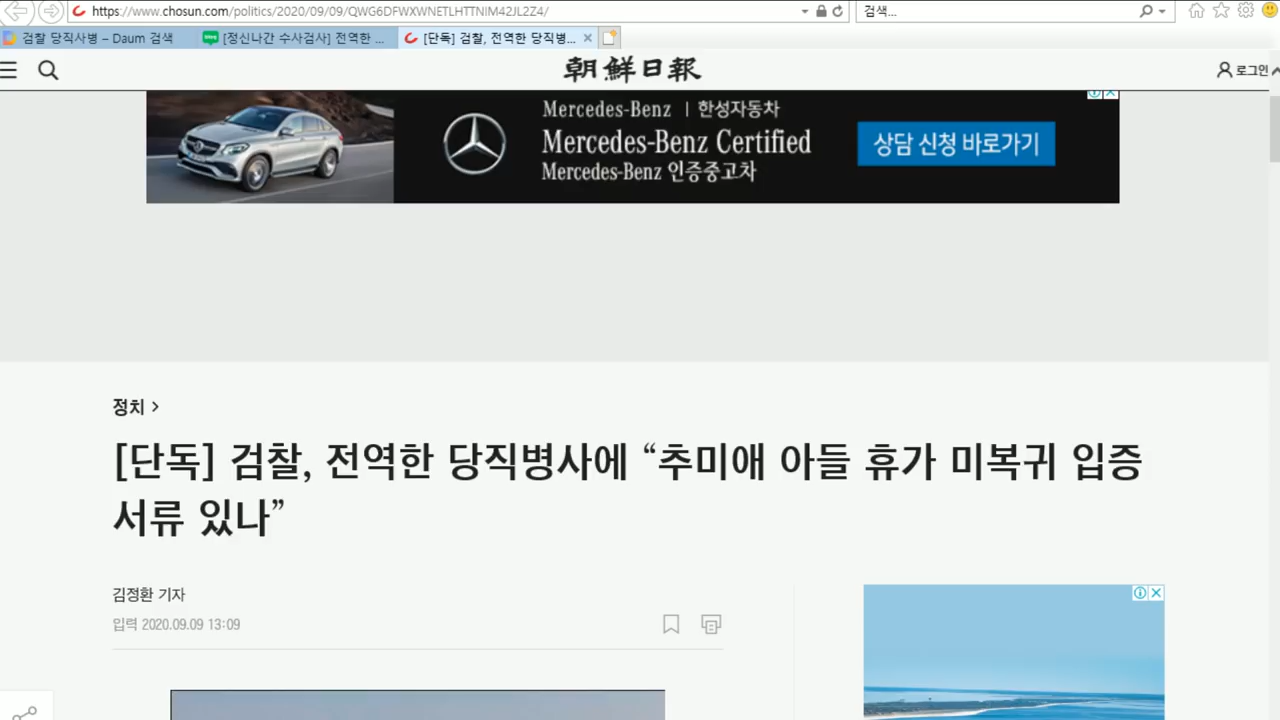 https://www.chosun.com/politics/2020/09/09/QWG6DFWXWNETLHTTNIM42JL2Z4/
검색...
검찰 당직사병 – Daum 검색
[정신나간 수사검사] 전역한 ...
[단독] 검찰, 전역한 당직병...
朝鮮日報
로그인
Mercedes-Benz | 한성자동차
Mercedes-Benz Certified
Mercedes-Benz 인증중고차
상담 신청 바로가기
정치 >
[단독] 검찰, 전역한 당직병사에 “추미애 아들 휴가 미복귀 입증
서류 있나”
김정환 기자
입력 2020.09.09 13:09